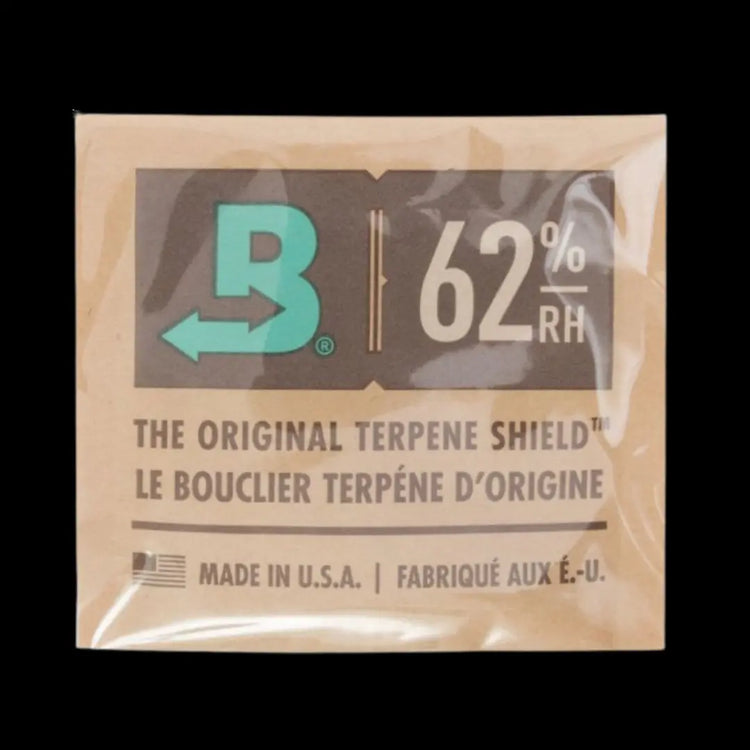 B®
62%
RH
THE ORIGINAL TERPENE SHIELD™
LE BOUCLIER TERPÉNE D'ORIGINE
MADE IN U.S.A. | FABRIQUÉ AUX É.-U.